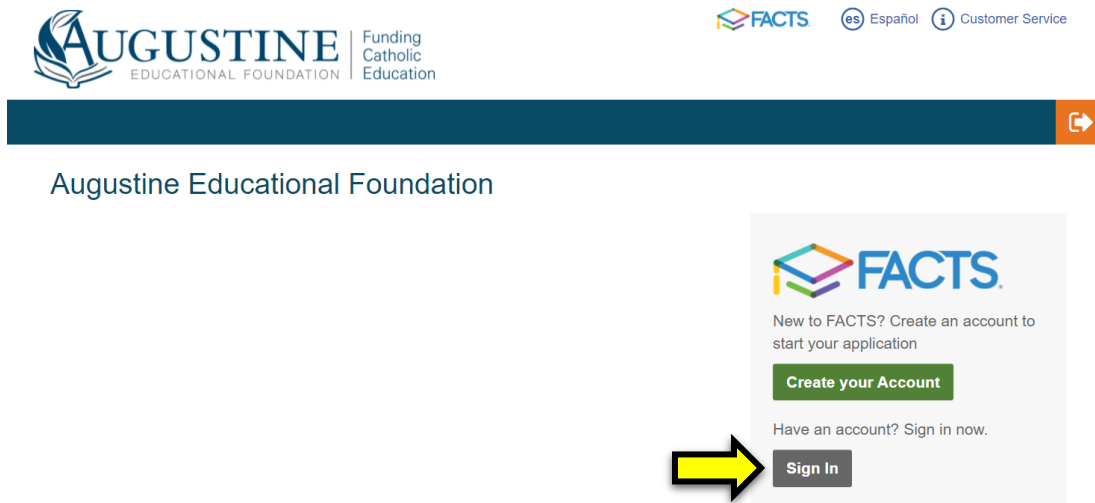 AUGUSTINE
EDUCATIONAL FOUNDATION
Funding
Catholic
Education
FACTS
es Español
i Customer Service
Augustine Educational Foundation
FACTS
New to FACTS? Create an account to
start your application
Create your Account
Have an account? Sign in now.
Sign In